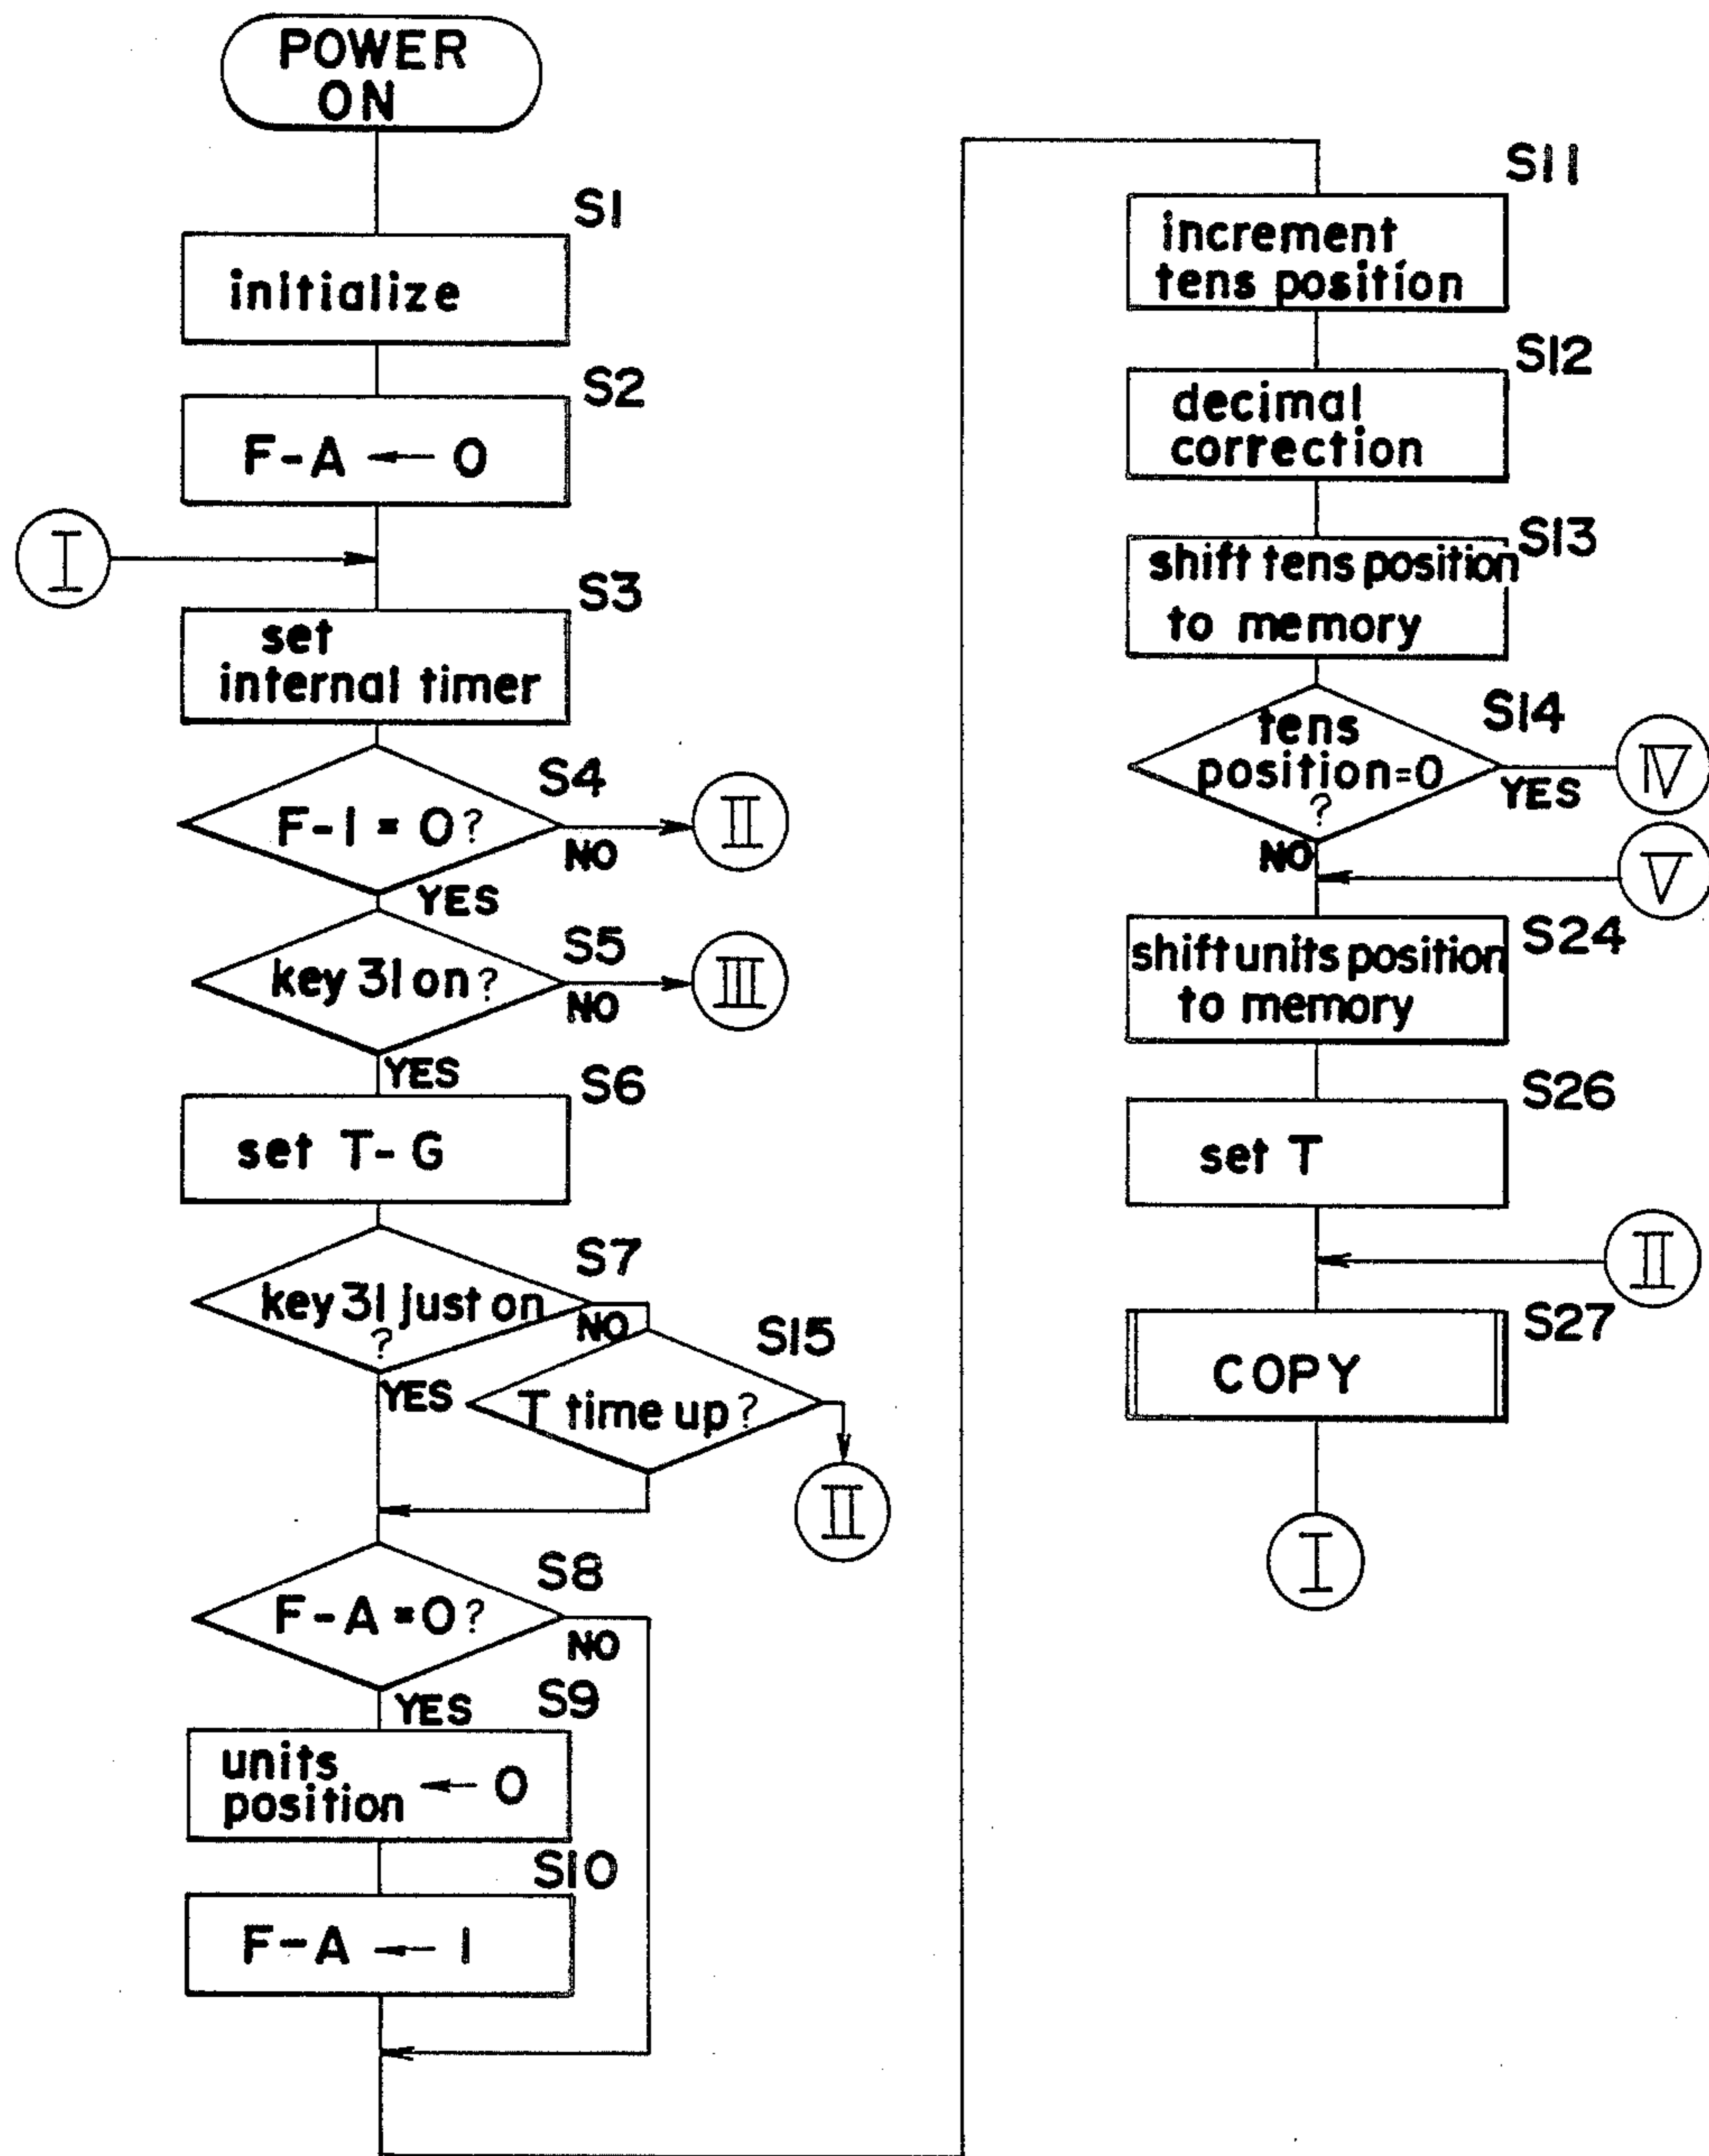 POWER
ON
S1
initialize
S2
F-A ← 0
I
S3
set
internal timer
S4
F-1 = 0?
NO
II
YES
S5
key 31 on?
NO
III
YES
S6
set T-G
S7
key 31 just on
?
NO
YES
S15
T time up?
II
S8
F-A = 0?
NO
YES
S9
units
position ← 0
S10
F-A ← 1
S11
increment
tens position
S12
decimal
correction
S13
shift tens position
to memory
S14
tens
position=0
?
YES
IV
NO
V
S24
shift units position
to memory
S26
set T
II
S27
COPY
I